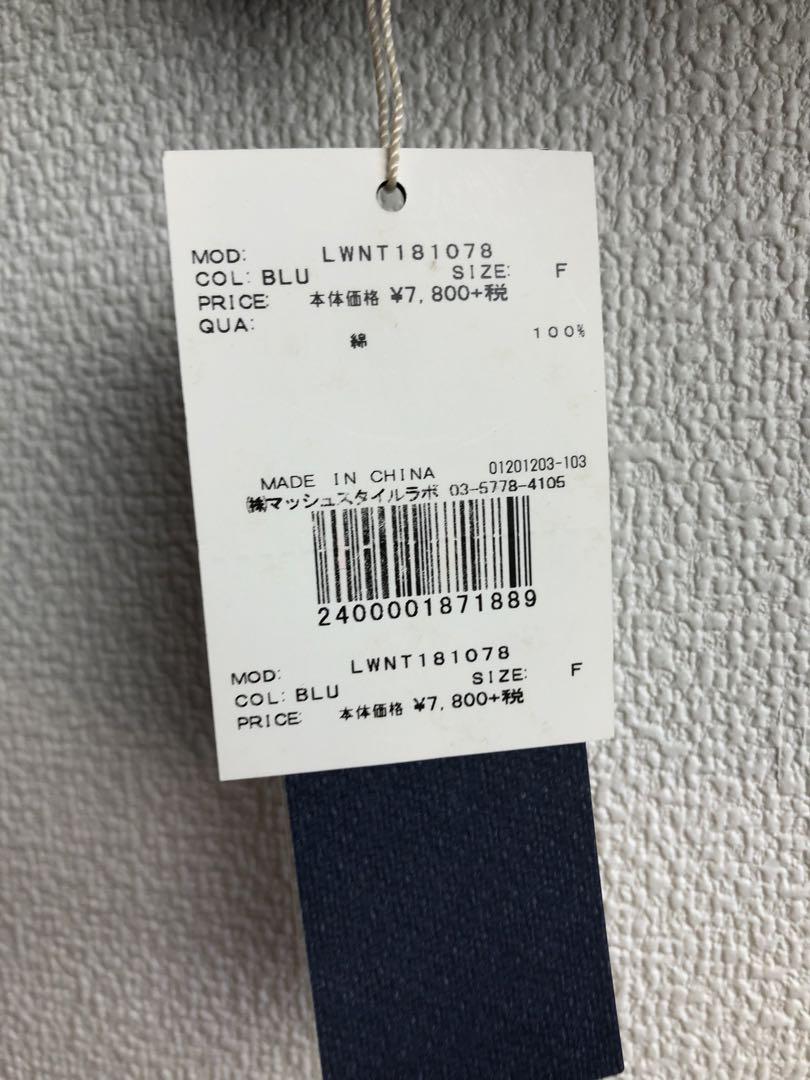 MOD: LWNT181078
COL: BLU SIZE: F
PRICE: 本体価格 ¥7,800+税
QUA:
綿 100%
MADE IN CHINA 01201203-103
㈱マッシュスタイルラボ 03-5778-4105
2400001871889
MOD: LWNT181078
COL: BLU SIZE: F
PRICE: 本体価格 ¥7,800+税